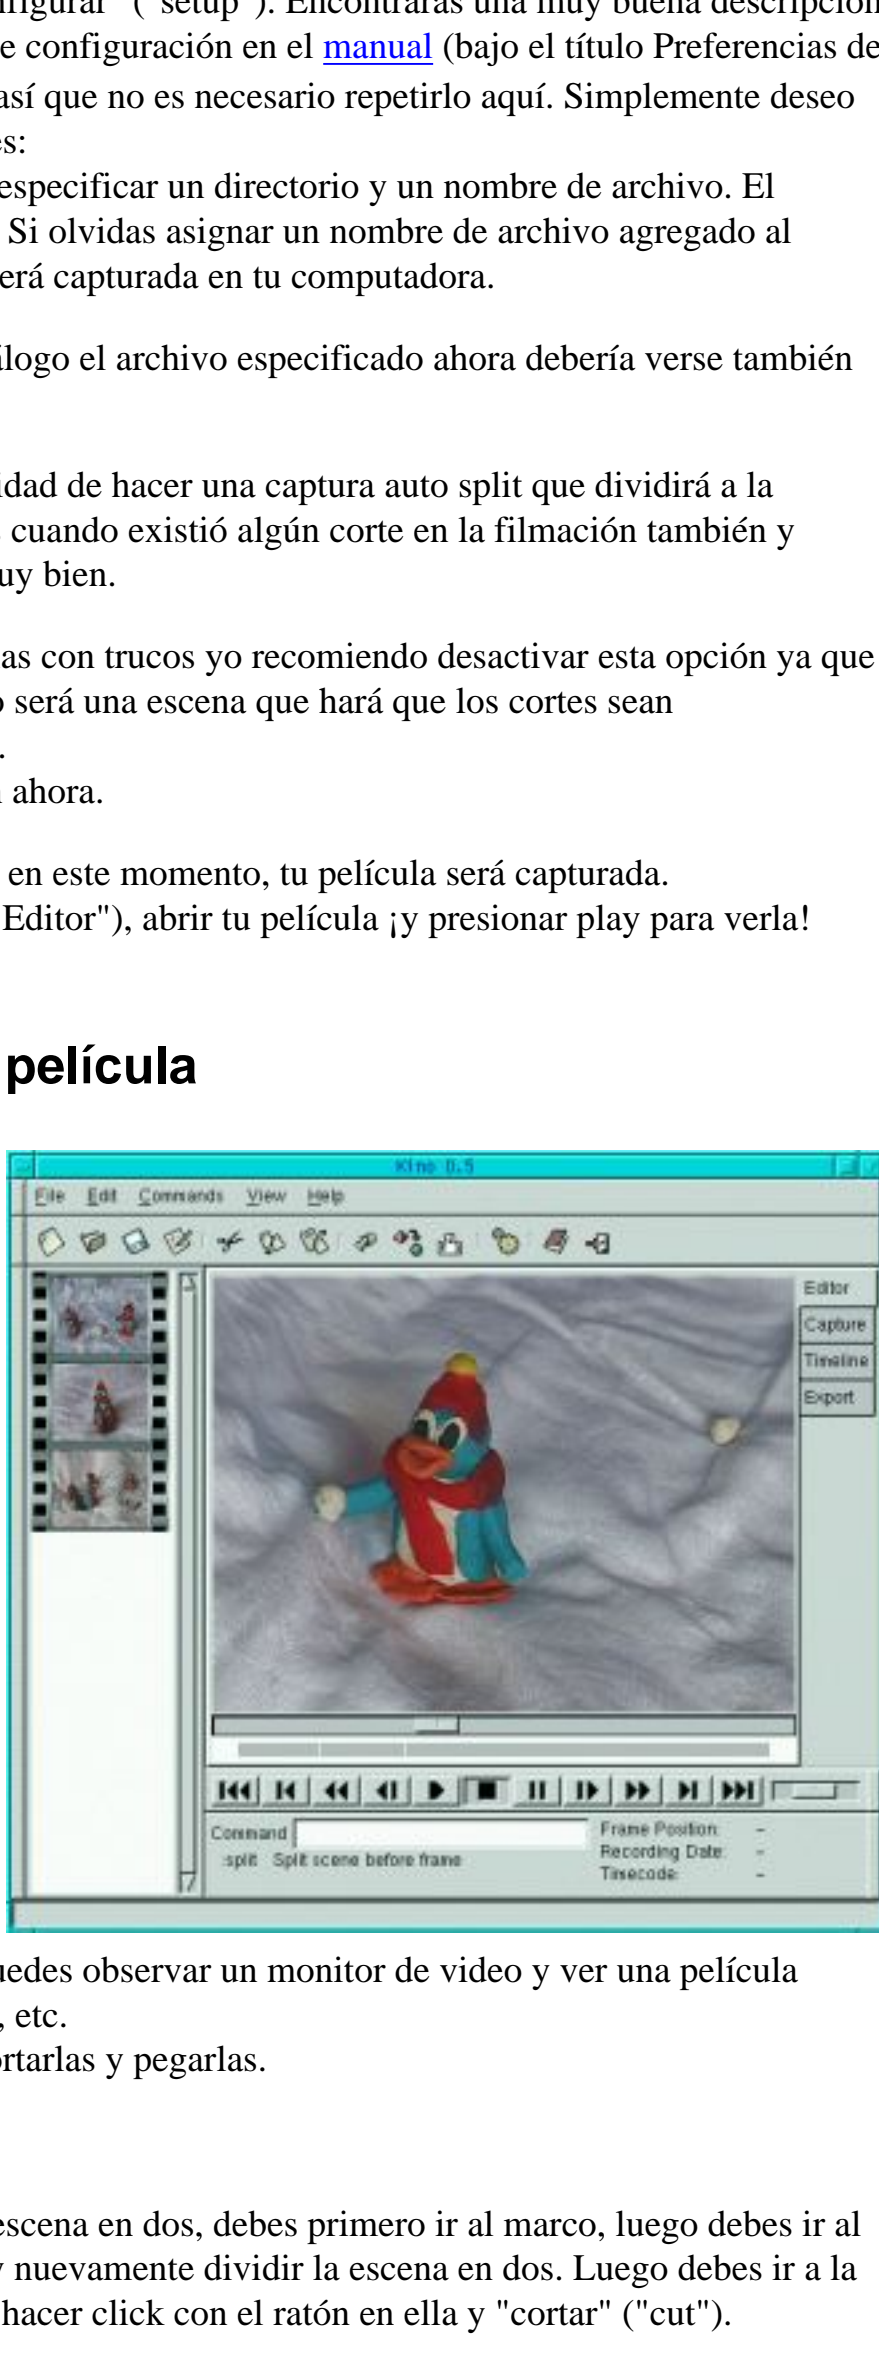 nfigurar" ("setup"). Encontrarás una muy buena descripción
e configuración en el manual (bajo el título Preferencias de
así que no es necesario repetirlo aquí. Simplemente deseo
es:
especificar un directorio y un nombre de archivo. El
Si olvidas asignar un nombre de archivo agregado al
erá capturada en tu computadora.
álogo el archivo especificado ahora debería verse también
idad de hacer una captura auto split que dividirá a la
cuando existió algún corte en la filmación también y
uy bien.
as con trucos yo recomiendo desactivar esta opción ya que
o será una escena que hará que los cortes sean
.
n ahora.
en este momento, tu película será capturada.
Editor"), abrir tu película ¡y presionar play para verla!
película
Kino 0.5
File Edit Commands View Help
Editor
Capture
Timeline
Export
Command
:split Split scene before frame
Frame Position: –
Recording Date: –
Timecode: –
uedes observar un monitor de video y ver una película
, etc.
ortarlas y pegarlas.
escena en dos, debes primero ir al marco, luego debes ir al
y nuevamente dividir la escena en dos. Luego debes ir a la
hacer click con el ratón en ella y "cortar" ("cut").